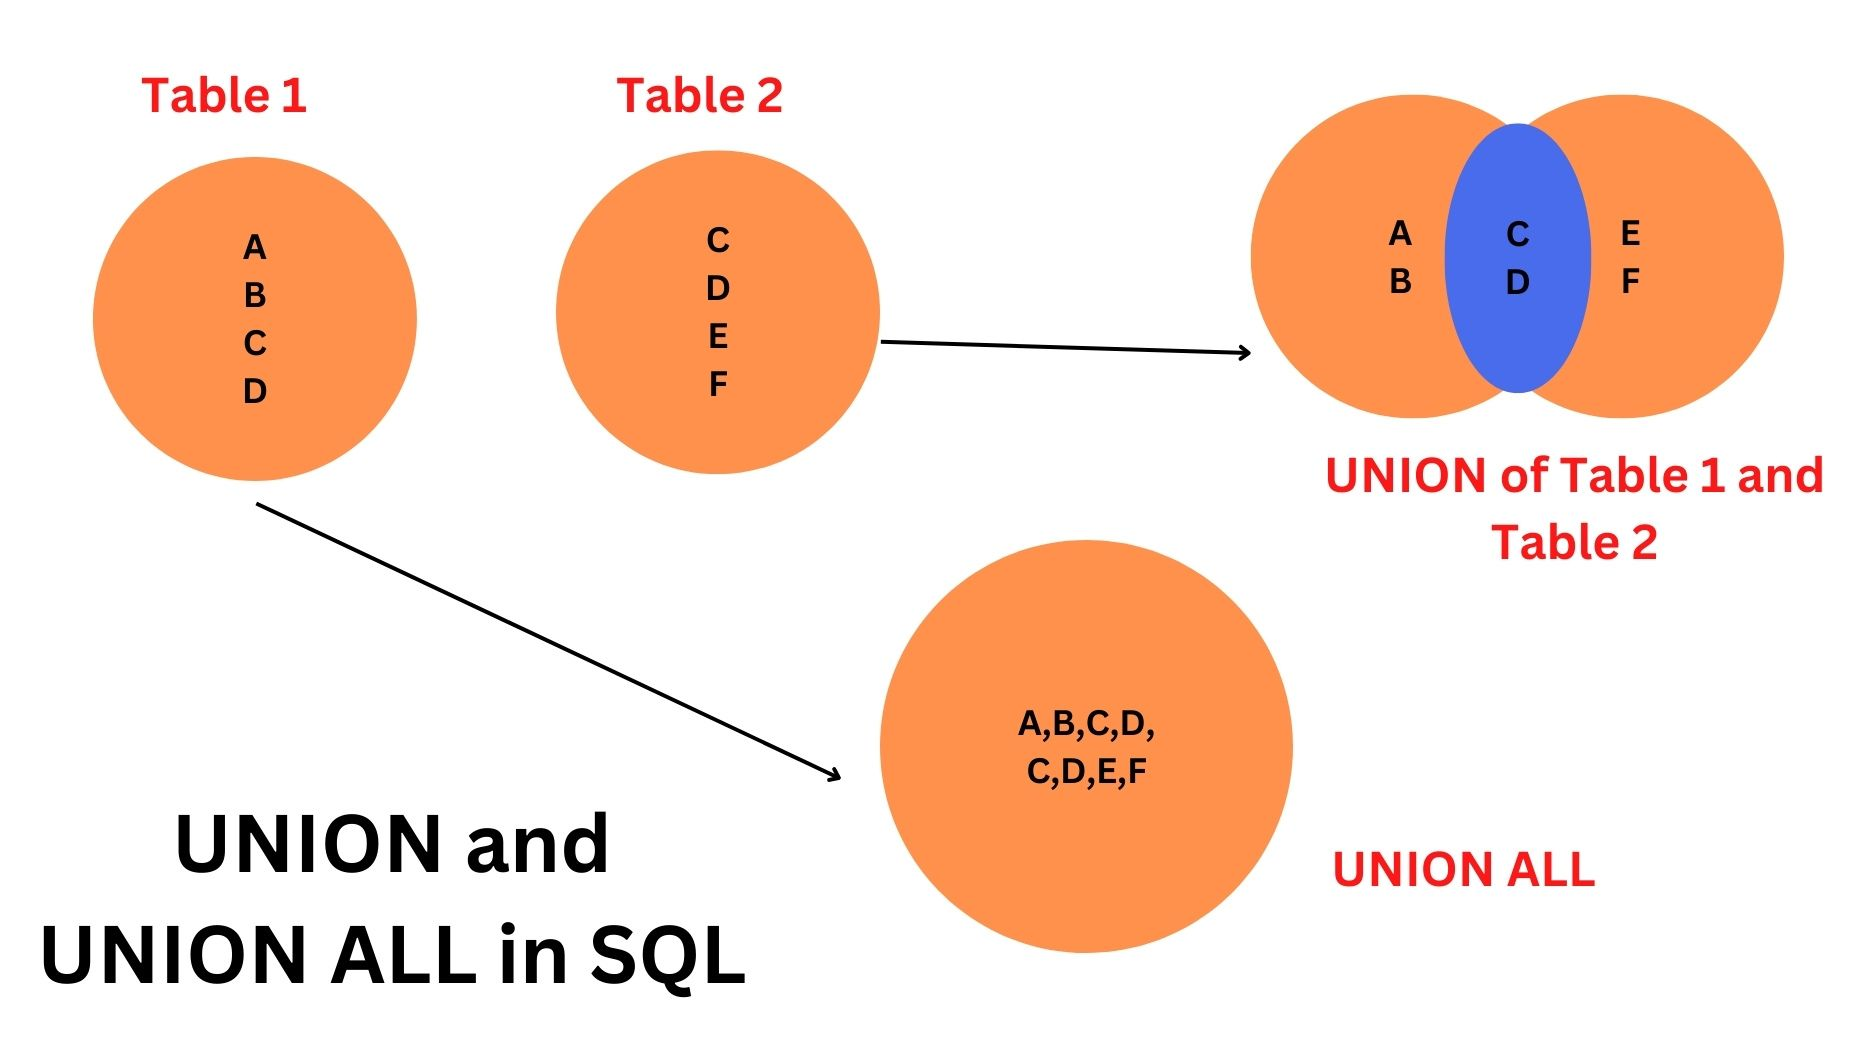 Table 1
A
B
C
D
Table 2
C
D
E
F
A
B
C
D
E
F
UNION of Table 1 and
Table 2
A,B,C,D,
C,D,E,F
UNION ALL
UNION and
UNION ALL in SQL